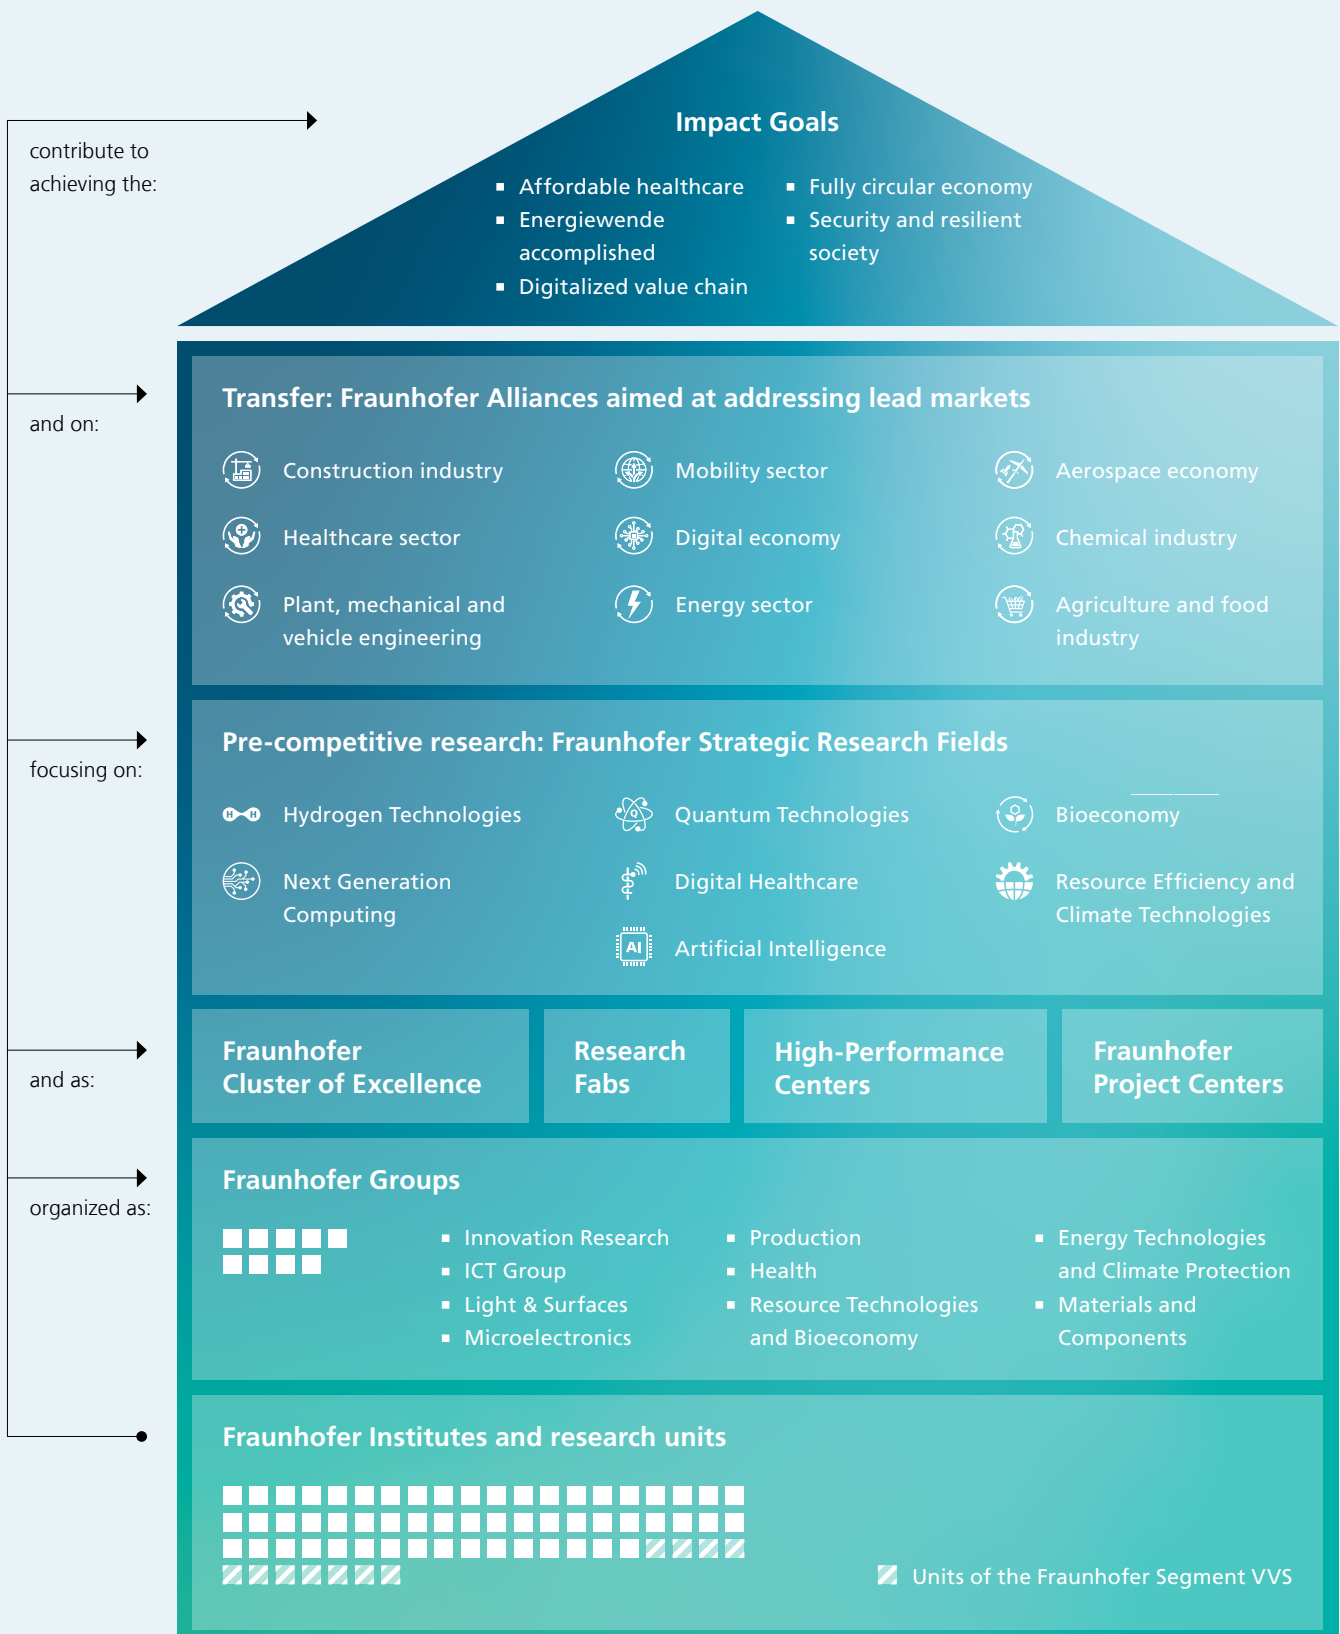 Impact Goals
contribute to
achieving the:
Affordable healthcare
Energiewende
accomplished
Digitalized value chain
Fully circular economy
Security and resilient
society
and on:
Transfer: Fraunhofer Alliances aimed at addressing lead markets
Construction industry
Mobility sector
Aerospace economy
Healthcare sector
Digital economy
Chemical industry
Plant, mechanical and
vehicle engineering
Energy sector
Agriculture and food
industry
focusing on:
Pre-competitive research: Fraunhofer Strategic Research Fields
H H
Hydrogen Technologies
Q
Quantum Technologies
Bioeconomy
Next Generation
Computing
Digital Healthcare
Resource Efficiency and
Climate Technologies
AI
Artificial Intelligence
and as:
Fraunhofer
Cluster of Excellence
Research
Fabs
High-Performance
Centers
Fraunhofer
Project Centers
organized as:
Fraunhofer Groups
Innovation Research
ICT Group
Light & Surfaces
Microelectronics
Production
Health
Resource Technologies
and Bioeconomy
Energy Technologies
and Climate Protection
Materials and
Components
Fraunhofer Institutes and research units
Units of the Fraunhofer Segment VVS